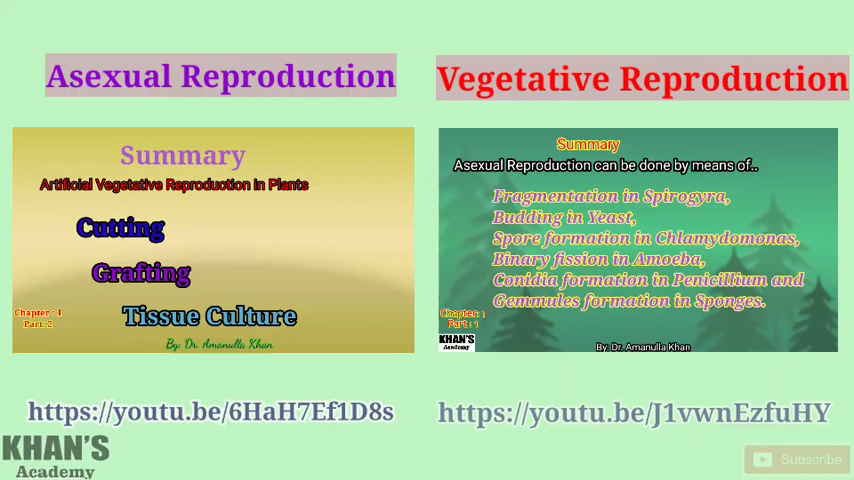 Asexual Reproduction
Summary
Artificial Vegetative Reproduction in Plants
Cutting
Grafting
Tissue Culture
Chapter : 1
Part: 2
By: Dr. Amanulla Khan
https://youtu.be/6HaH7Ef1D8s
KHAN'S
Academy
Vegetative Reproduction
Summary
Asexual Reproduction can be done by means of..
Fragmentation in Spirogyra,
Budding in Yeast,
Spore formation in Chlamydomonas,
Binary fission in Amoeba,
Conidia formation in Penicillium and
Gemmules formation in Sponges.
Chapter: 1
Part : 1
KHAN'S
Academy
By: Dr. Amanulla Khan
https://youtu.be/J1vwnEzfuHY
Subscribe